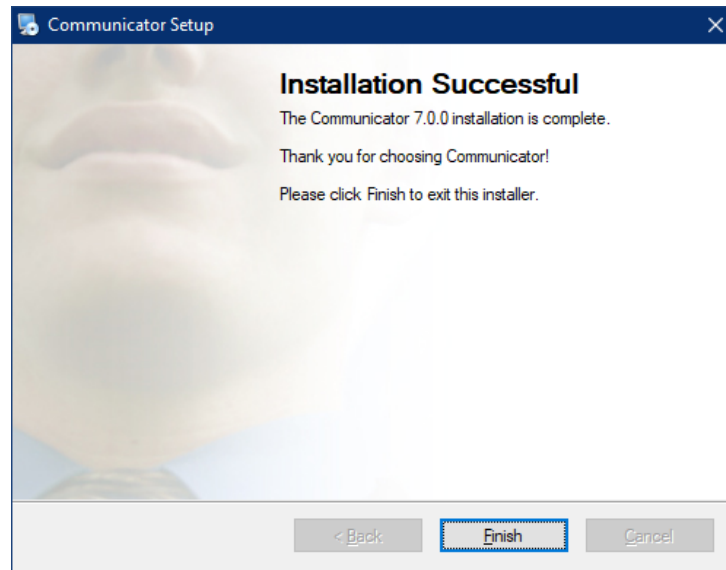 Communicator Setup
Installation Successful
The Communicator 7.0.0 installation is complete.
Thank you for choosing Communicator!
Please click Finish to exit this installer.
< Back Finish Cancel